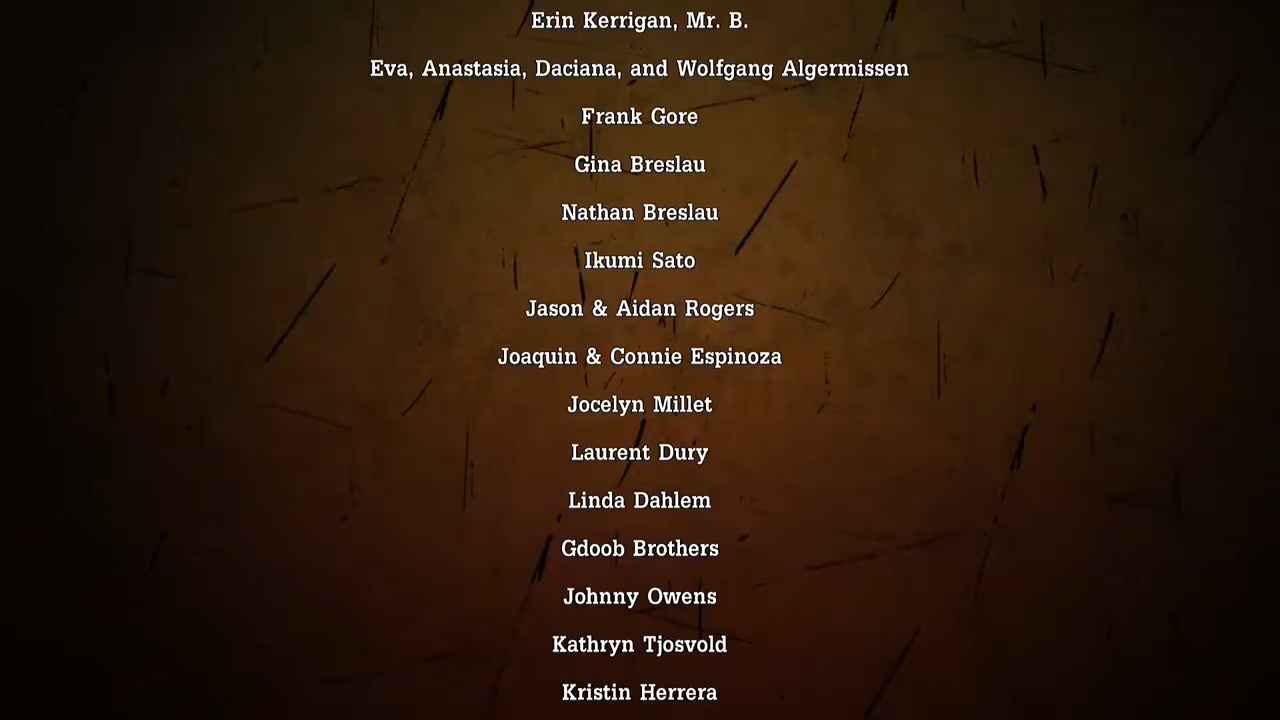 Erin Kerrigan, Mr. B.
Eva, Anastasia, Daciana, and Wolfgang Algermissen
Frank Gore
Gina Breslau
Nathan Breslau
Ikumi Sato
Jason & Aidan Rogers
Joaquin & Connie Espinoza
Jocelyn Millet
Laurent Dury
Linda Dahlem
Gdoob Brothers
Johnny Owens
Kathryn Tjosvold
Kristin Herrera